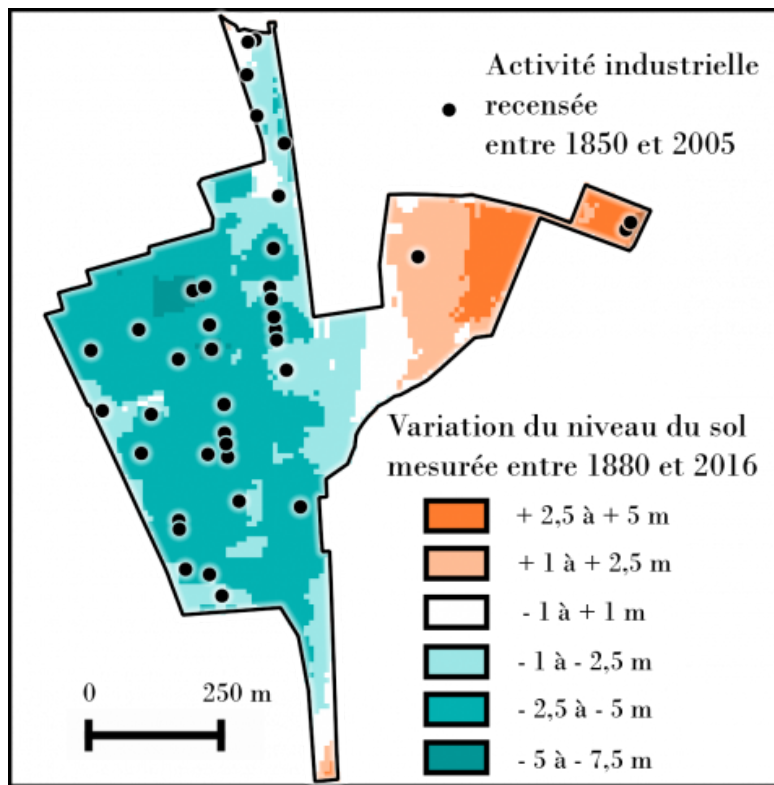 Activité industrielle
recensée
entre 1850 et 2005
Variation du niveau du sol
mesurée entre 1880 et 2016
+ 2,5 à + 5 m
+ 1 à + 2,5 m
- 1 à + 1 m
- 1 à - 2,5 m
- 2,5 à - 5 m
- 5 à - 7,5 m
0 250 m